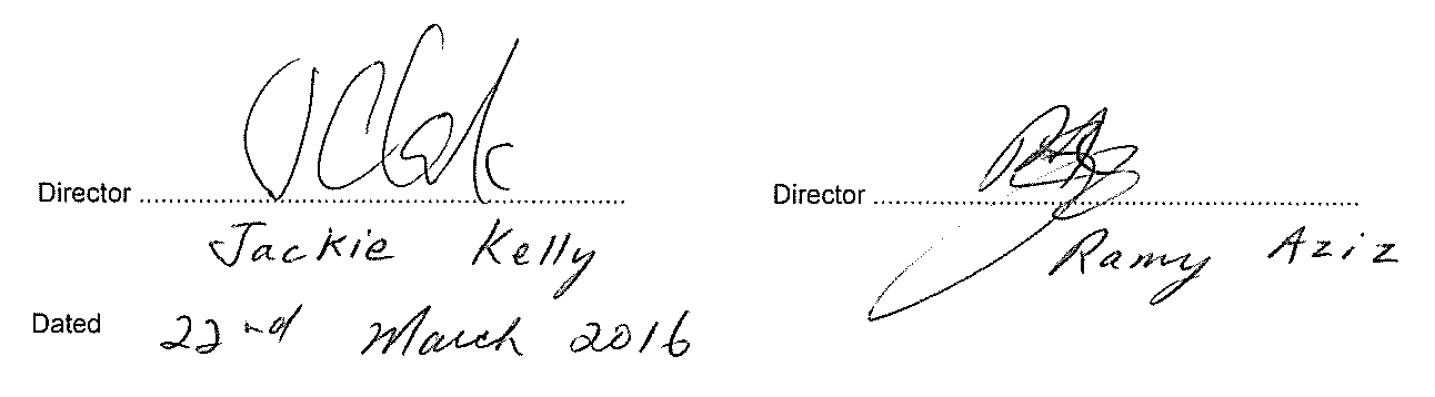 Director ........................ Director ........................
Jackie Kelly Ramy Aziz
Dated 22nd March 2016